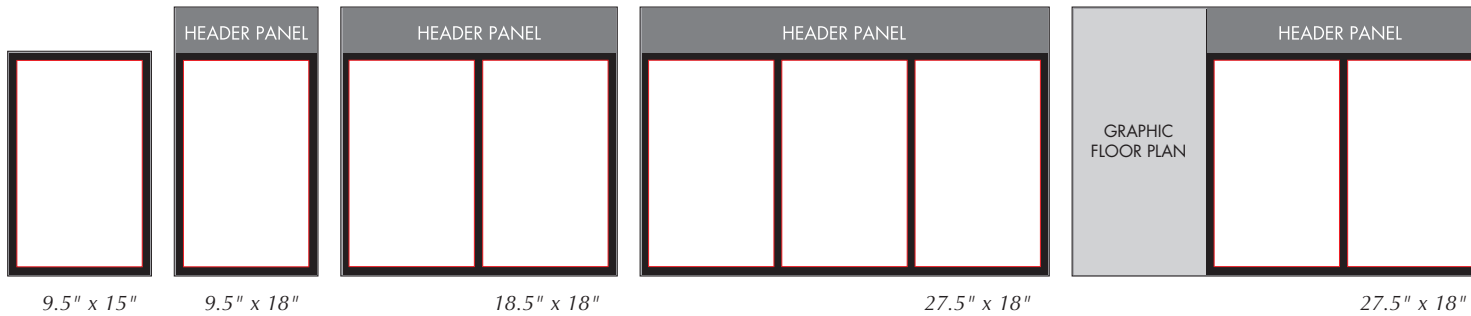 HEADER PANEL
HEADER PANEL
HEADER PANEL
HEADER PANEL
GRAPHIC
FLOOR PLAN
9.5" x 15"
9.5" x 18"
18.5" x 18"
27.5" x 18"
27.5" x 18"